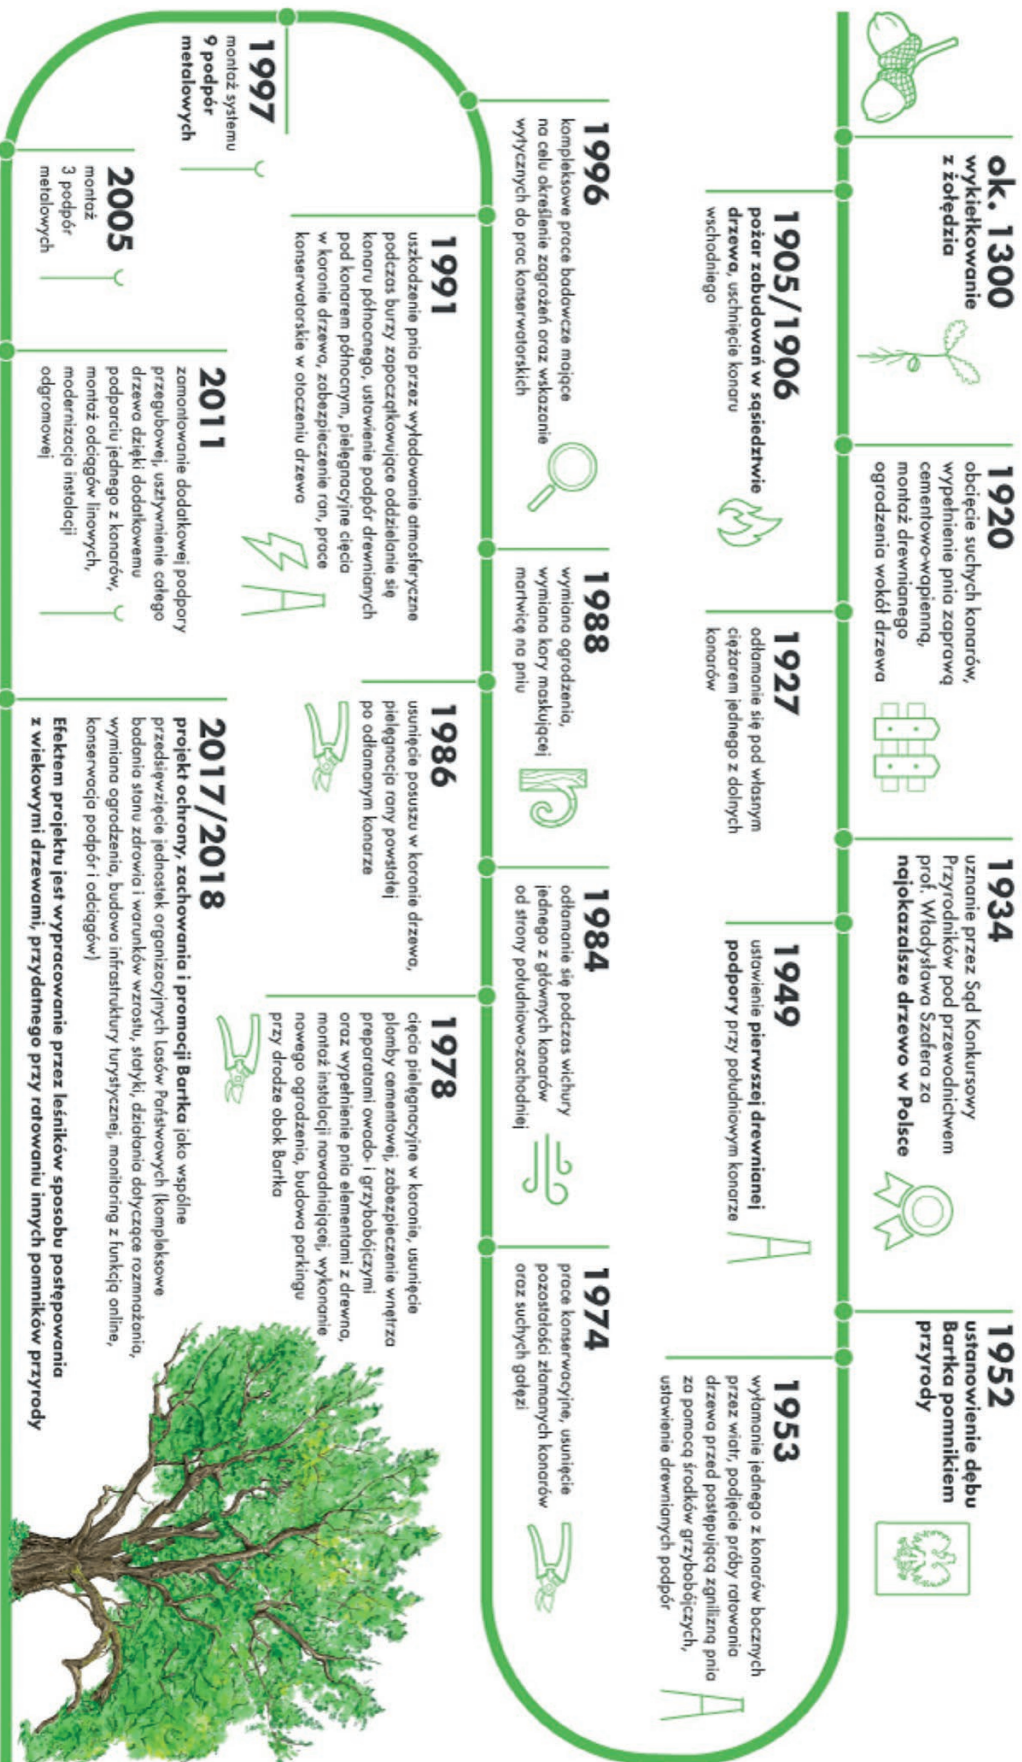 ok. 1300
wykiełkowanie
z żołędzia
1905/1906
pożar zabudowań w sąsiedztwie
drzewa, uschnięcie konaru
wschodniego
1920
obcięcie suchych konarów,
wypełnienie pnia zaprawą
cementowo-wapienną,
montaż drewnianego
ogrodzenia wokół drzewa
1927
odłamanie się pod własnym
ciężarem jednego z dolnych
konarów
1934
uznanie przez Sąd Konkursowy
Przyrodników pod przewodnictwem
prof. Władysława Szafera za
najokazalsze drzewo w Polsce
1949
ustawienie pierwszej drewnianej
podpory przy południowym konarze
1952
ustanowienie dębu
Bartka pomnikiem
przyrody
1953
wyłamanie jednego z konarów bocznych
przez wiatr, podjęcie próby ratowania
drzewa przed postępującą zgnilizną pnia
za pomocą środków grzybobójczych,
ustawienie drewnianych podpór
1974
prace konserwacyjne, usunięcie
pozostałości złamanych konarów
oraz suchych gałęzi
1978
cięcia pielęgnacyjne w koronie, usunięcie
plomby cementowej, zabezpieczenie wnętrza
preparatami owado- i grzybobójczymi
oraz wypełnienie pnia elementami z drewna,
montaż instalacji nawadniającej, wykonanie
nowego ogrodzenia, budowa parkingu
przy drodze obok Bartka
1984
odłamanie się podczas wichury
jednego z głównych konarów
od strony południowo-zachodniej
1986
usunięcie posuszu w koronie drzewa,
pielęgnacja rany powstałej
po odłamanym konarze
1988
wymiana ogrodzenia,
wymiana kory maskującej
martwicę na pniu
1991
uszkodzenie pnia przez wyładowanie atmosferyczne
podczas burzy zapoczątkowujące oddzielanie się
konaru północnego, ustawienie podpór drewnianych
pod konarem północnym, pielęgnacyjne cięcia
w koronie drzewa, zabezpieczenie ran, prace
konserwatorskie w otoczeniu drzewa
1996
kompleksowe prace badawcze mające
na celu określenie zagrożeń oraz wskazanie
wytycznych do prac konserwatorskich
1997
montaż systemu
9 podpór
metalowych
2005
montaż
3 podpór
metalowych
2011
zamontowanie dodatkowej podpory
przegubowej, usztywnienie całego
drzewa dzięki dodatkowemu
podparciu jednego z konarów,
montaż odciągów linowych,
modernizacja instalacji
odgromowej
2017/2018
projekt ochrony, zachowania i promocji Bartka jako wspólne
przedsięwzięcie jednostek organizacyjnych Lasów Państwowych (kompleksowe
badania stanu zdrowia i warunków wzrostu, statyki, działania dotyczące rozmnażania,
wymiana ogrodzenia, budowa infrastruktury turystycznej, monitoring z funkcją online,
konserwacja podpór i odciągów)
Efektem projektu jest wypracowanie przez leśników sposobu postępowania
z wiekowymi drzewami, przydatnego przy ratowaniu innych pomników przyrody